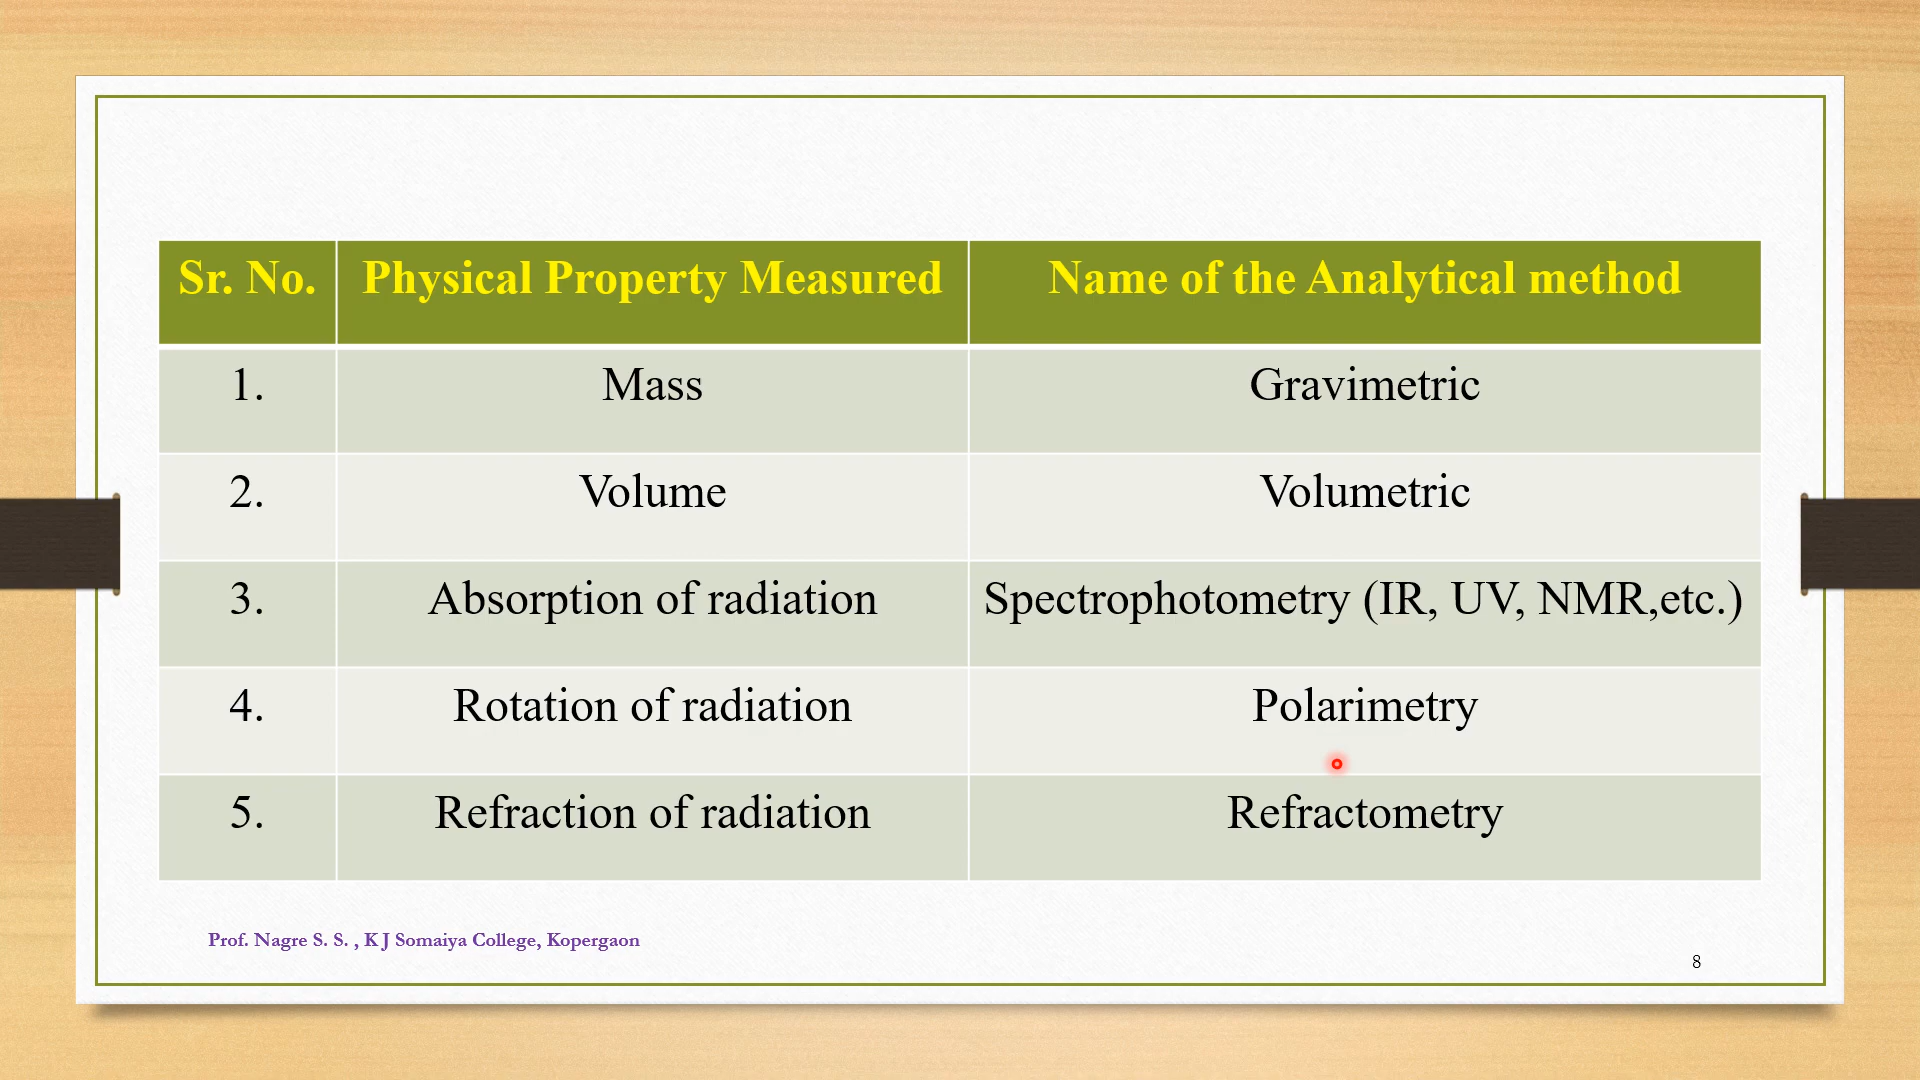 Sr. No. Physical Property Measured Name of the Analytical method
1. Mass Gravimetric
2. Volume Volumetric
3. Absorption of radiation Spectrophotometry (IR, UV, NMR,etc.)
4. Rotation of radiation Polarimetry
5. Refraction of radiation Refractometry
Prof. Nagre S. S. , K J Somaiya College, Kopergaon
8